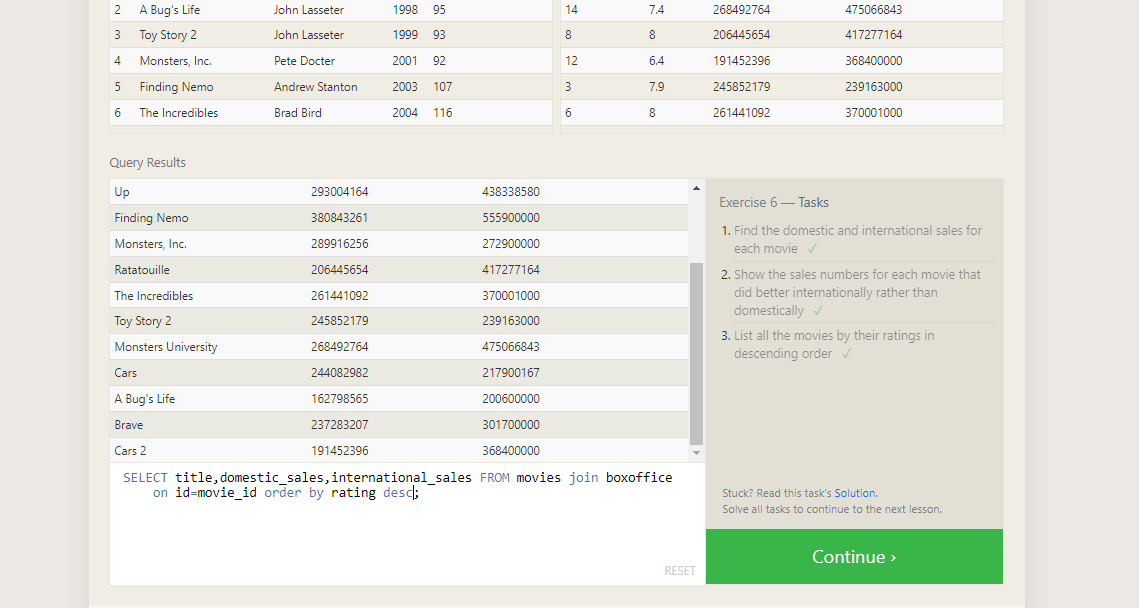 2 A Bug's Life John Lasseter 1998 95
14 7.4 268492764 475066843
3 Toy Story 2 John Lasseter 1999 93
8 8 206445654 417277164
4 Monsters, Inc. Pete Docter 2001 92
12 6.4 191452396 368400000
5 Finding Nemo Andrew Stanton 2003 107
3 7.9 245852179 239163000
6 The Incredibles Brad Bird 2004 116
6 8 261441092 370001000
Query Results
Up 293004164 438338580
Finding Nemo 380843261 555900000
Monsters, Inc. 289916256 272900000
Ratatouille 206445654 417277164
The Incredibles 261441092 370001000
Toy Story 2 245852179 239163000
Monsters University 268492764 475066843
Cars 244082982 217900167
A Bug's Life 162798565 200600000
Brave 237283207 301700000
Cars 2 191452396 368400000
SELECT title,domestic_sales,international_sales FROM movies join boxoffice
on id=movie_id order by rating desc;
RESET
Exercise 6 — Tasks
1. Find the domestic and international sales for
each movie ✓
2. Show the sales numbers for each movie that
did better internationally rather than
domestically ✓
3. List all the movies by their ratings in
descending order ✓
Stuck? Read this task's Solution.
Solve all tasks to continue to the next lesson.
Continue ›